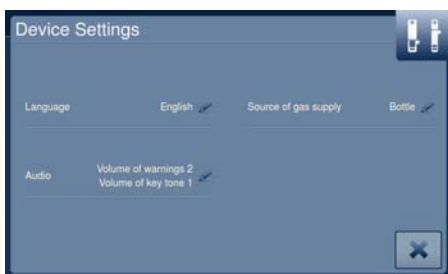 Device Settings
Language English
Source of gas supply Bottle
Audio
Volume of warnings 2
Volume of key tone 1